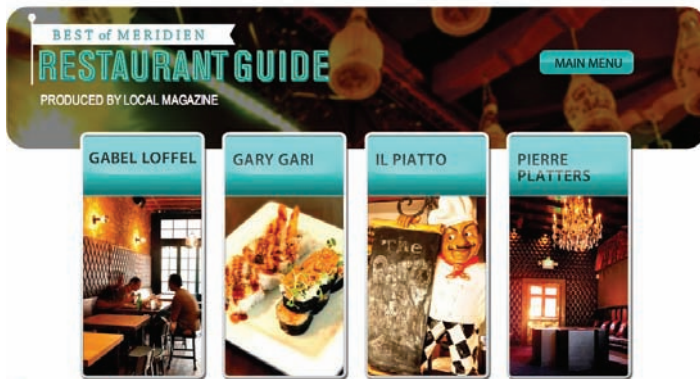 BEST of MERIDIEN
RESTAURANT GUIDE
PRODUCED BY LOCAL MAGAZINE
MAIN MENU
GABEL LOFFEL
GARY GARI
IL PIATTO
PIERRE
PLATTERS
The